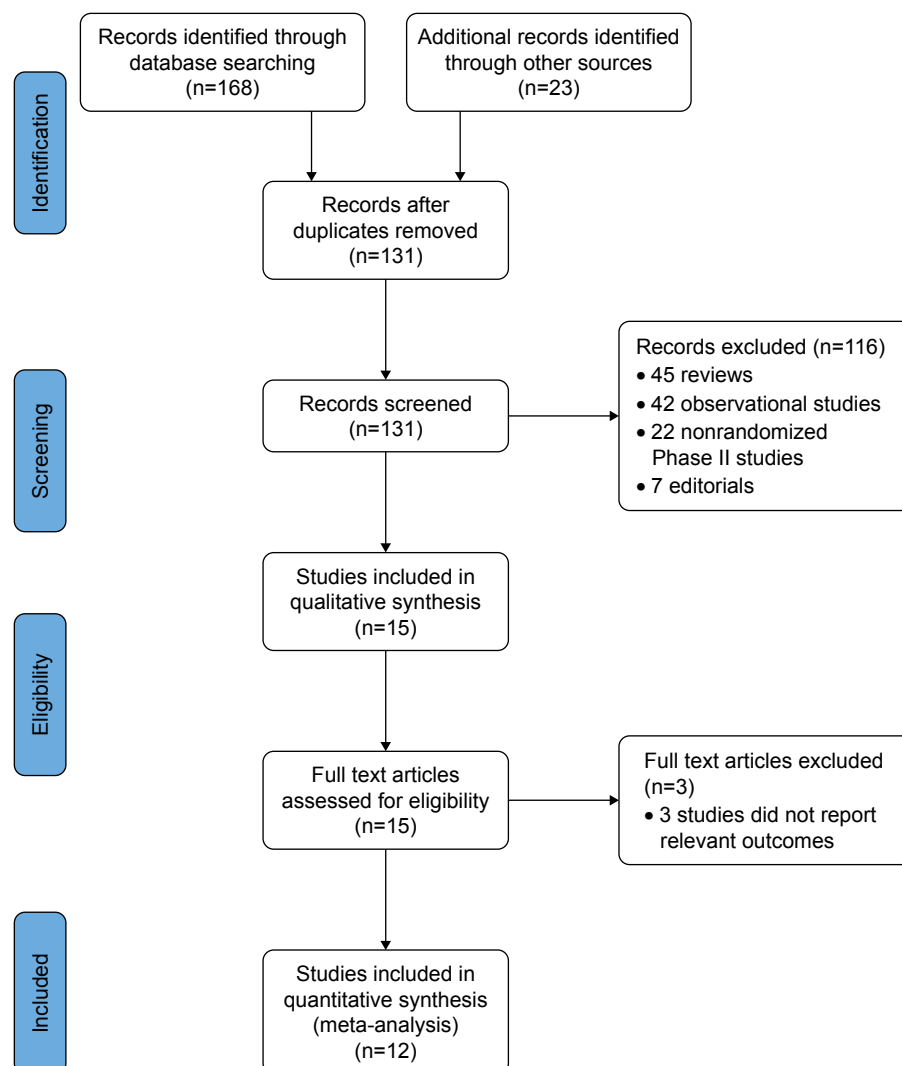 Records identified through
database searching
(n=168)
Additional records identified
through other sources
(n=23)
Identification
Records after
duplicates removed
(n=131)
Screening
Records screened
(n=131)
Records excluded (n=116)
• 45 reviews
• 42 observational studies
• 22 nonrandomized
Phase II studies
• 7 editorials
Studies included in
qualitative synthesis
(n=15)
Eligibility
Full text articles
assessed for eligibility
(n=15)
Full text articles excluded
(n=3)
• 3 studies did not report
relevant outcomes
Included
Studies included in
quantitative synthesis
(meta-analysis)
(n=12)